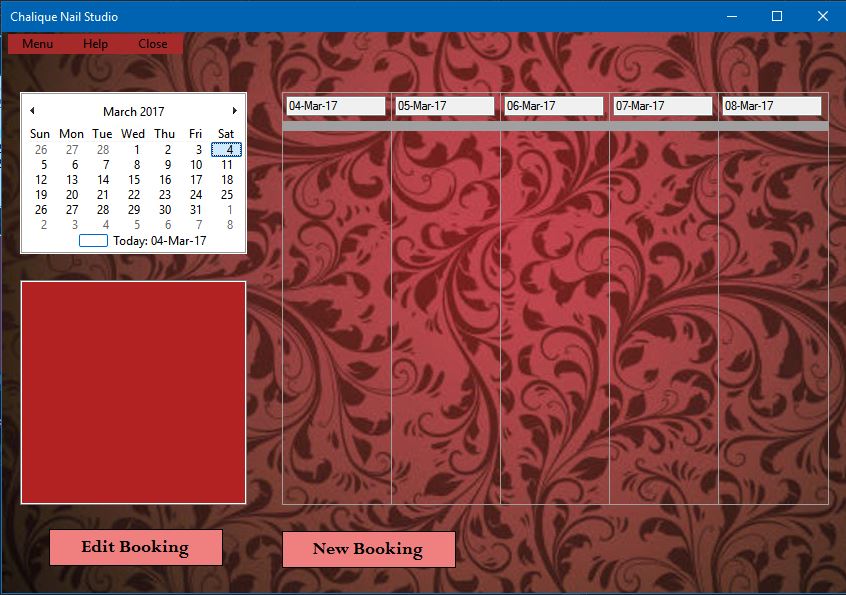 Chalique Nail Studio
Menu Help Close
March 2017
Sun Mon Tue Wed Thu Fri Sat
26 27 28 1 2 3 4
5 6 7 8 9 10 11
12 13 14 15 16 17 18
19 20 21 22 23 24 25
26 27 28 29 30 31 1
2 3 4 5 6 7 8
Today: 04-Mar-17
04-Mar-17 05-Mar-17 06-Mar-17 07-Mar-17 08-Mar-17
Edit Booking
New Booking